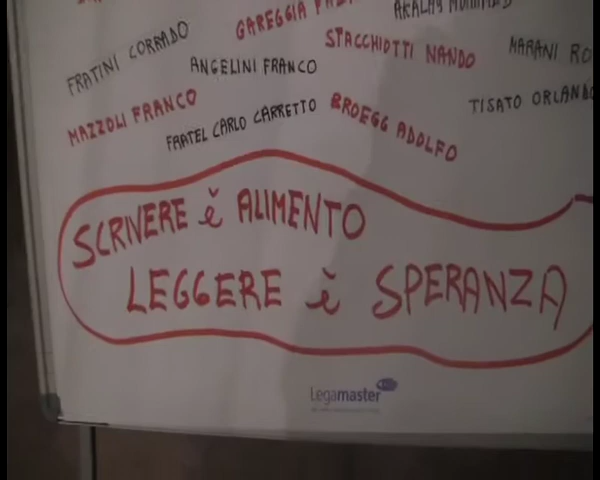 GAREGGIA
FRATINI CORRADO
STACCHIOTTI NANDO
MARANI
ANGELINI FRANCO
MAZZOLI FRANCO
FRATEL CARLO CARRETTO
BROEGG ADOLFO
TISATO ORLANDO
SCRIVERE è ALIMENTO
LEGGERE è SPERANZA
Legamaster